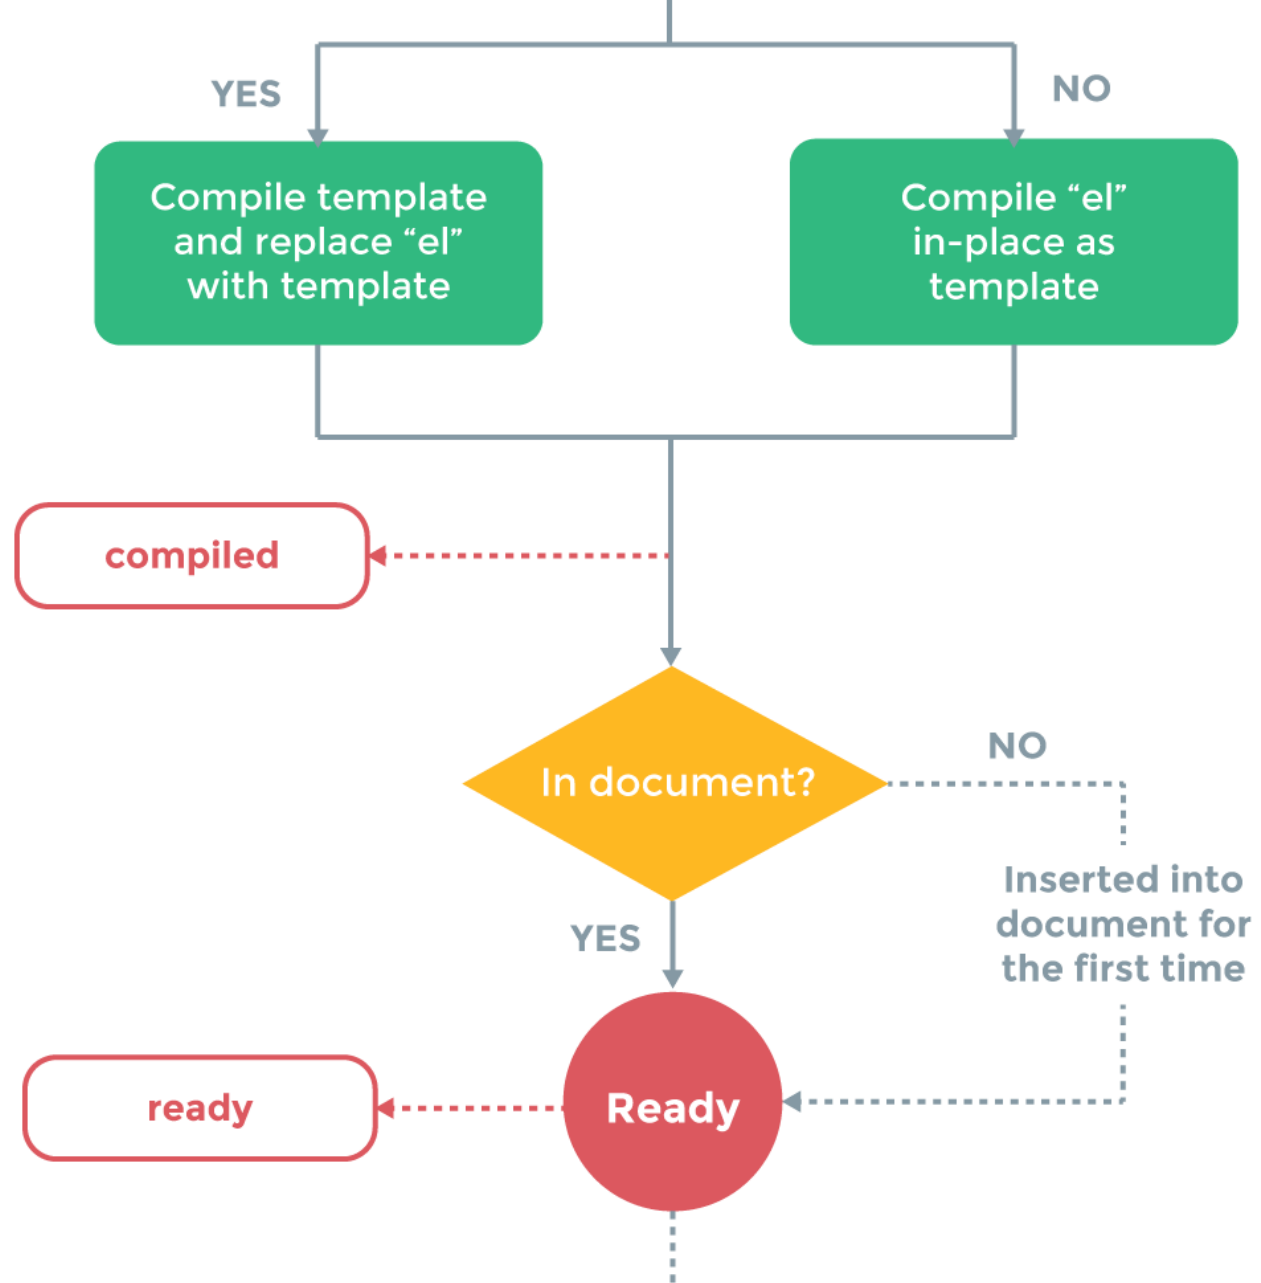 YES
NO
Compile template
and replace “el”
with template
Compile “el”
in-place as
template
compiled
In document?
NO
Inserted into
document for
the first time
YES
Ready
ready